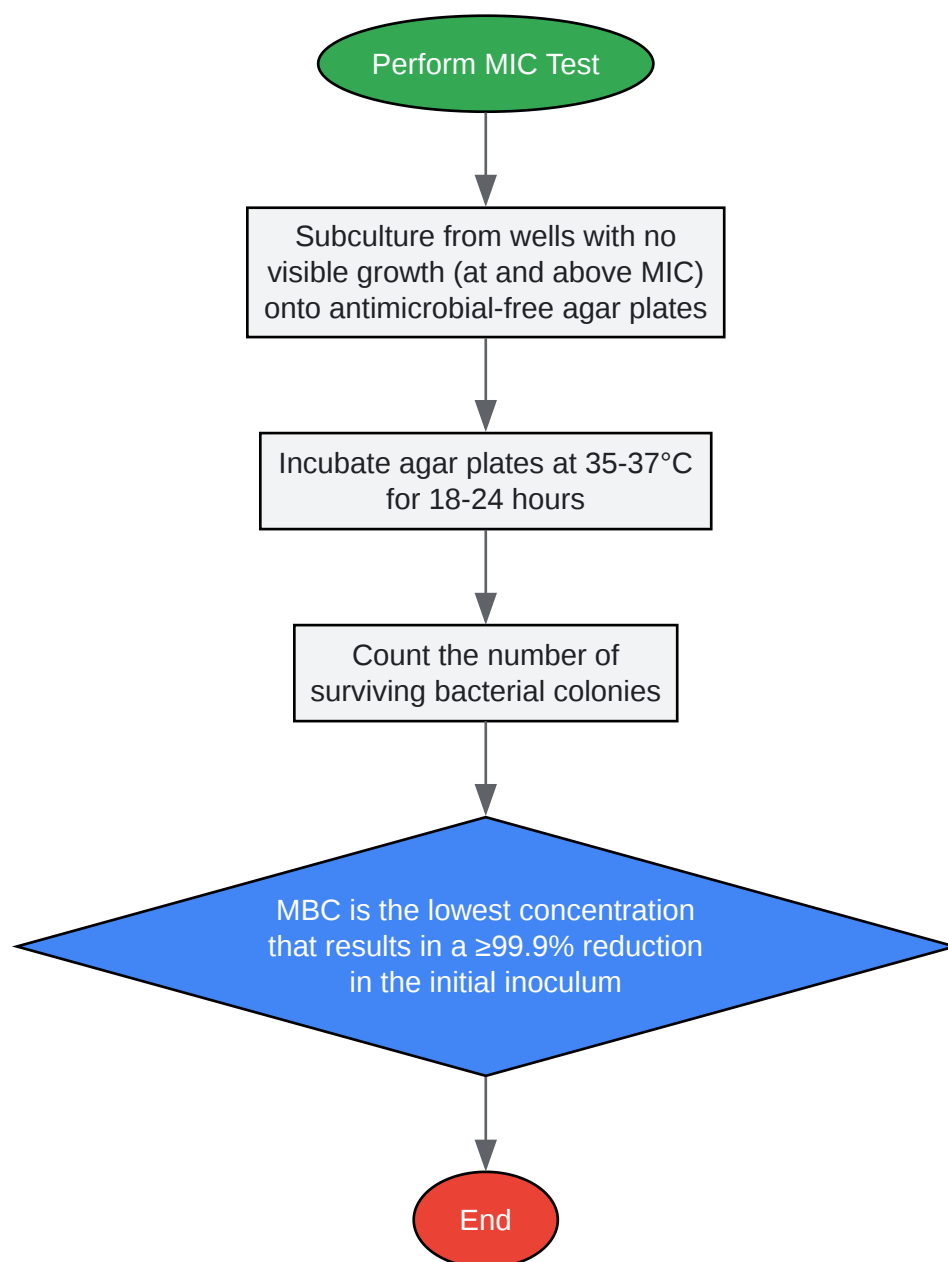 Perform MIC Test
Subculture from wells with no
visible growth (at and above MIC)
onto antimicrobial-free agar plates
Incubate agar plates at 35-37°C
for 18-24 hours
Count the number of
surviving bacterial colonies
MBC is the lowest concentration
that results in a ≥99.9% reduction
in the initial inoculum
End